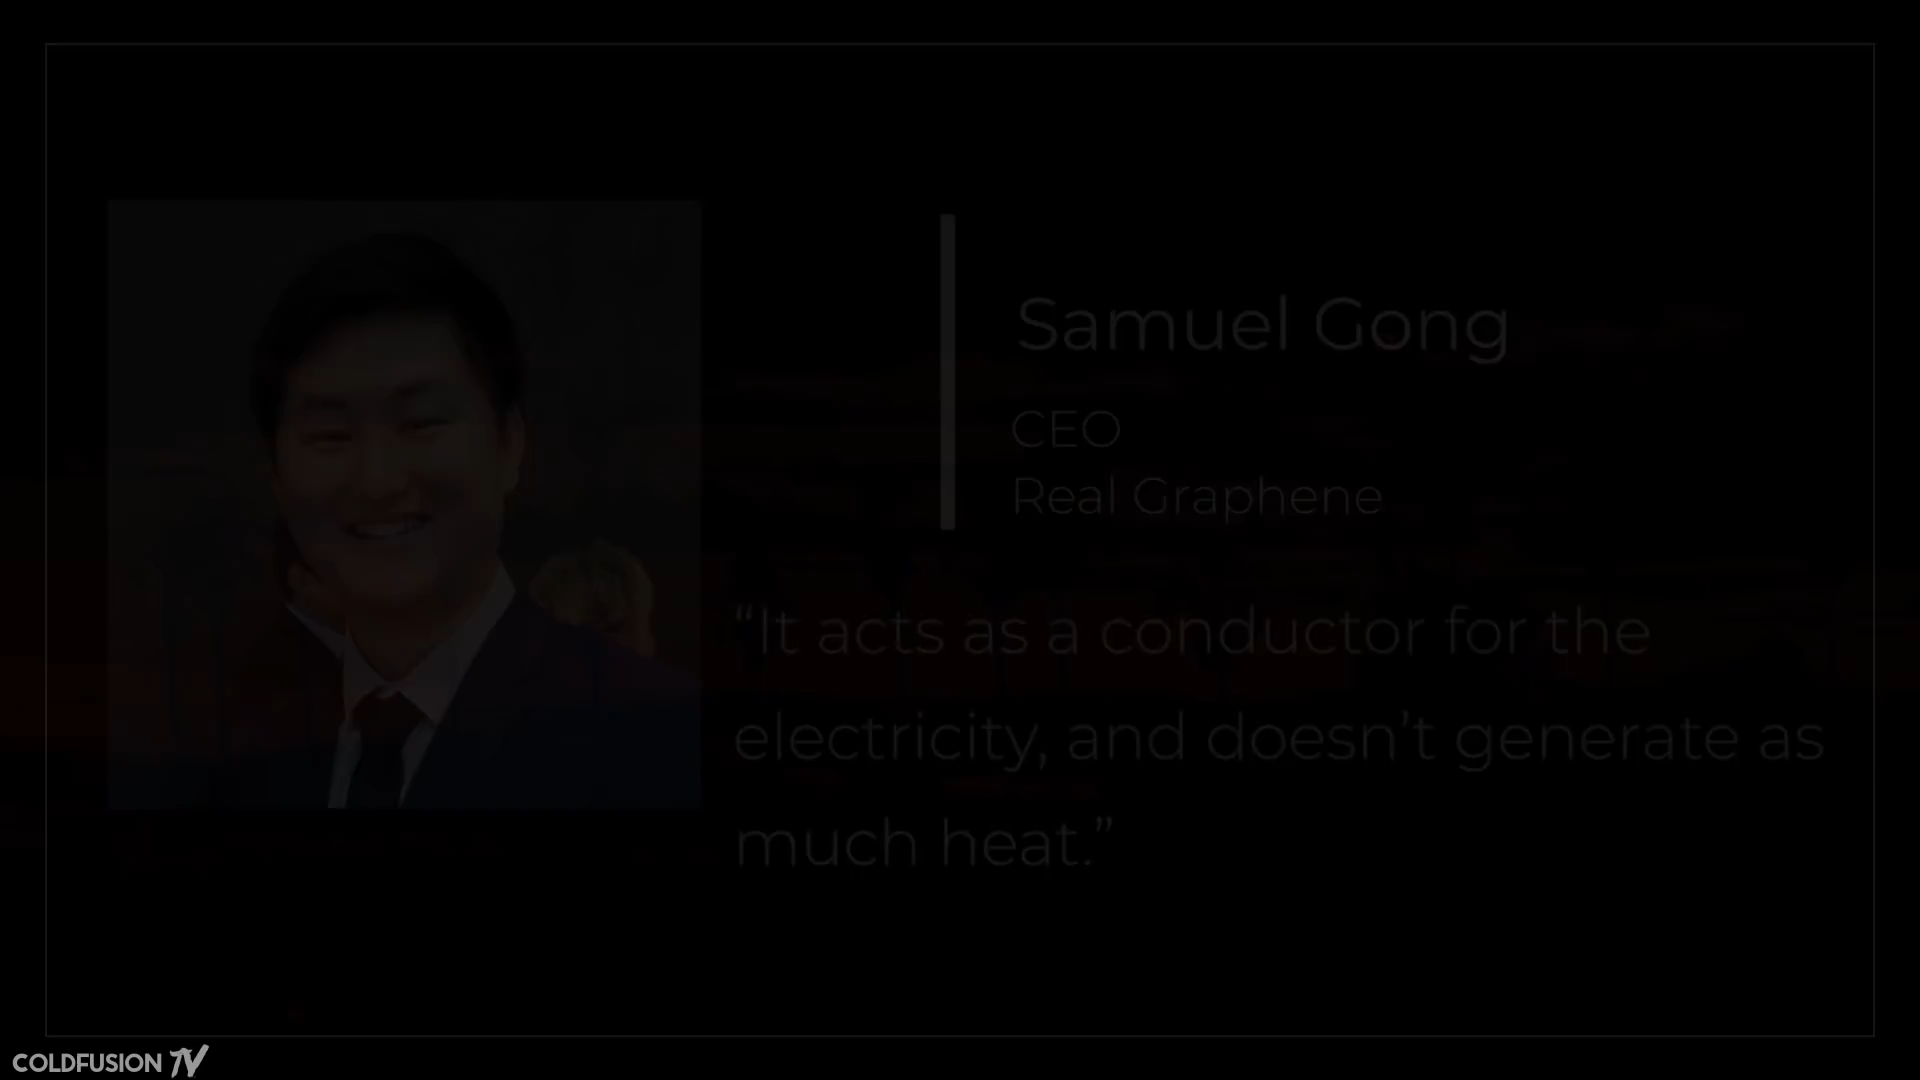 Samuel Gong
CEO
Real Graphene
“It acts as a conductor for the
electricity, and doesn’t generate as
much heat.”
COLDFUSION TV